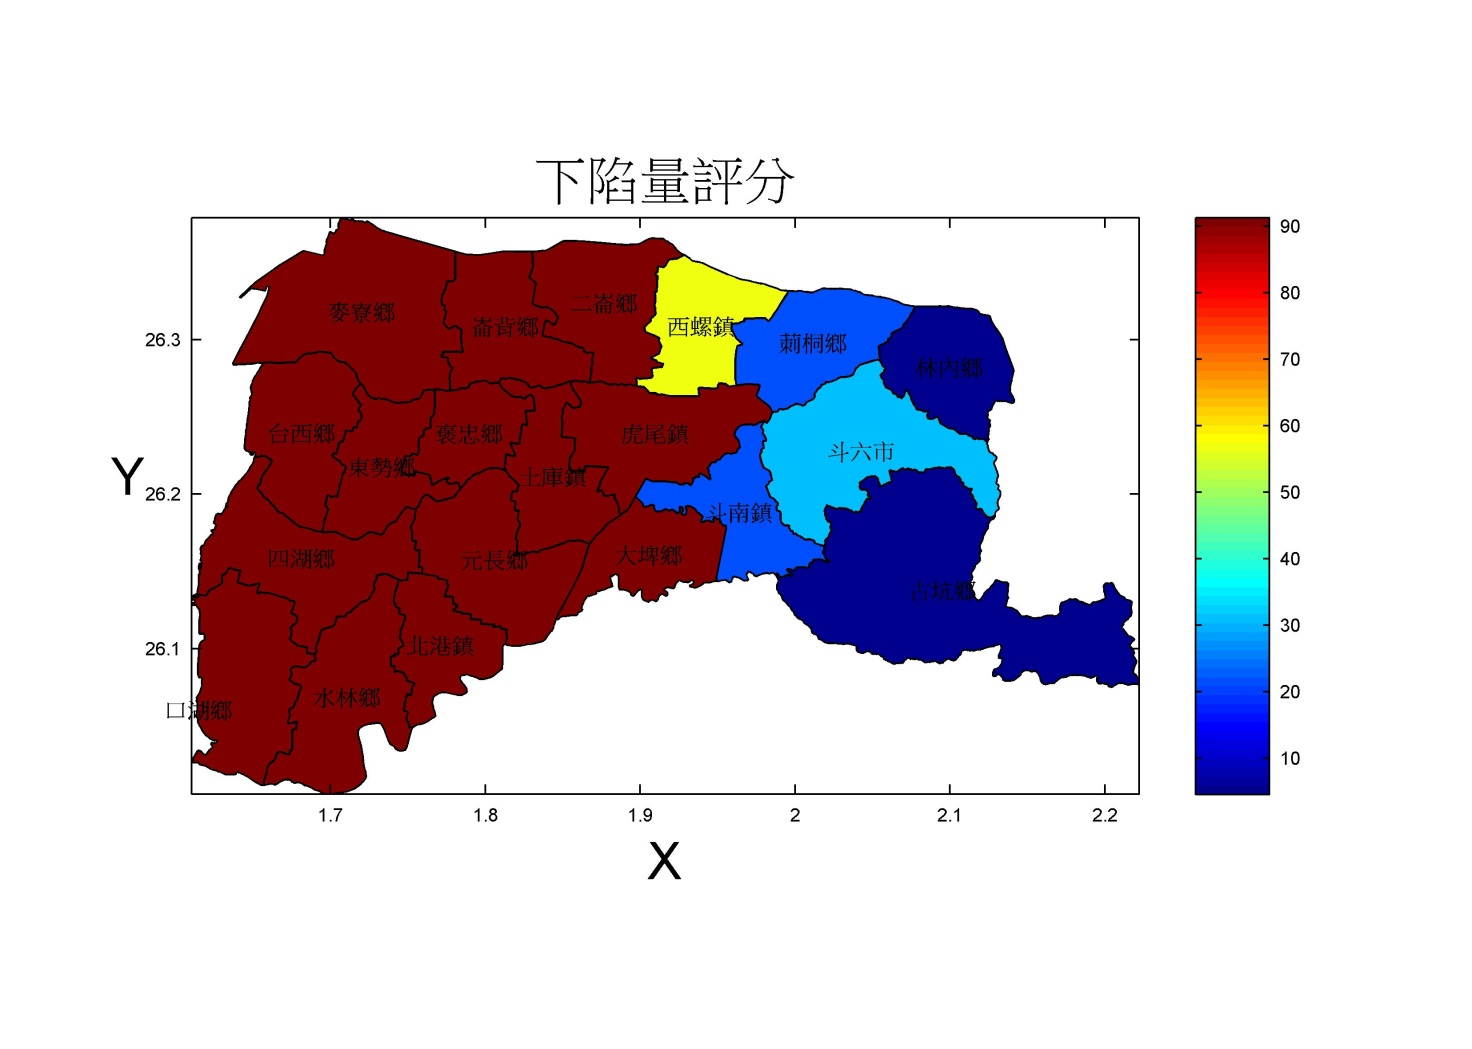 下陷量評分
90
80
70
60
50
40
30
20
10
26.3
26.2
26.1
Y
麥寮鄉
崙背鄉
二崙鄉
西螺鎮
莿桐鄉
林內鄉
台西鄉
東勢鄉
褒忠鄉
土庫鎮
虎尾鎮
斗六市
斗南鎮
四湖鄉
元長鄉
大埤鄉
古坑鄉
北港鎮
水林鄉
口湖鄉
1.7
1.8
1.9
2
2.1
2.2
X